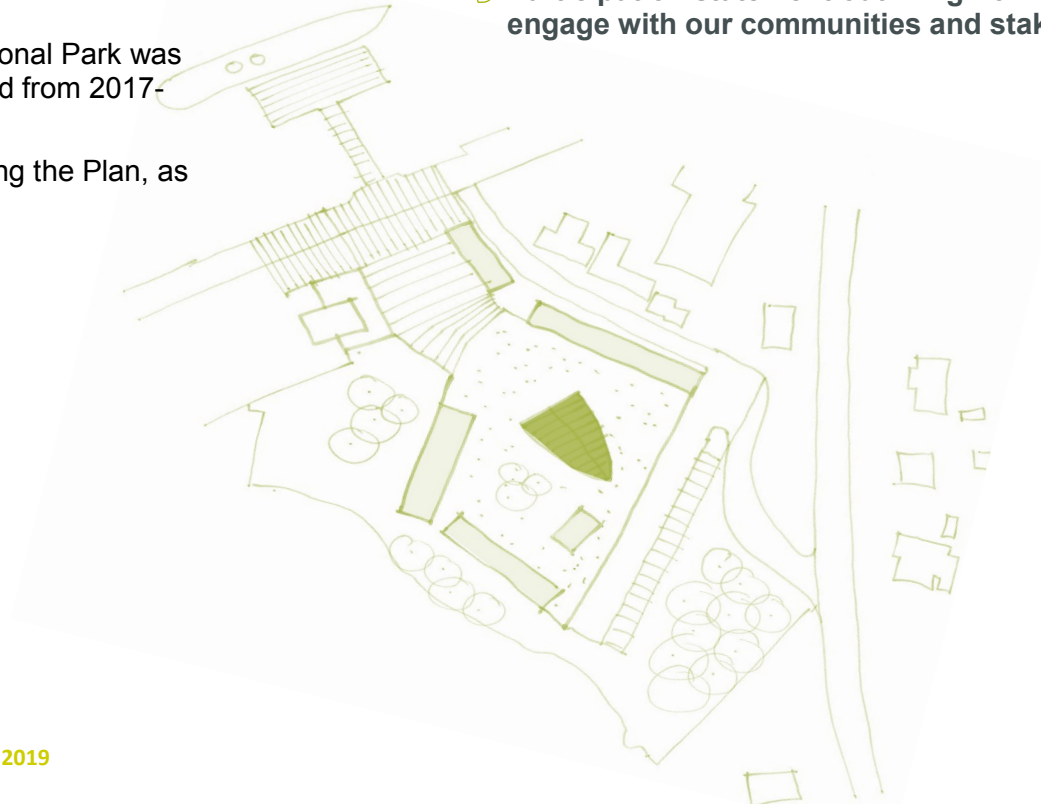 onal Park was
d from 2017-
ng the Plan, as
engage with our communities and stak
2019